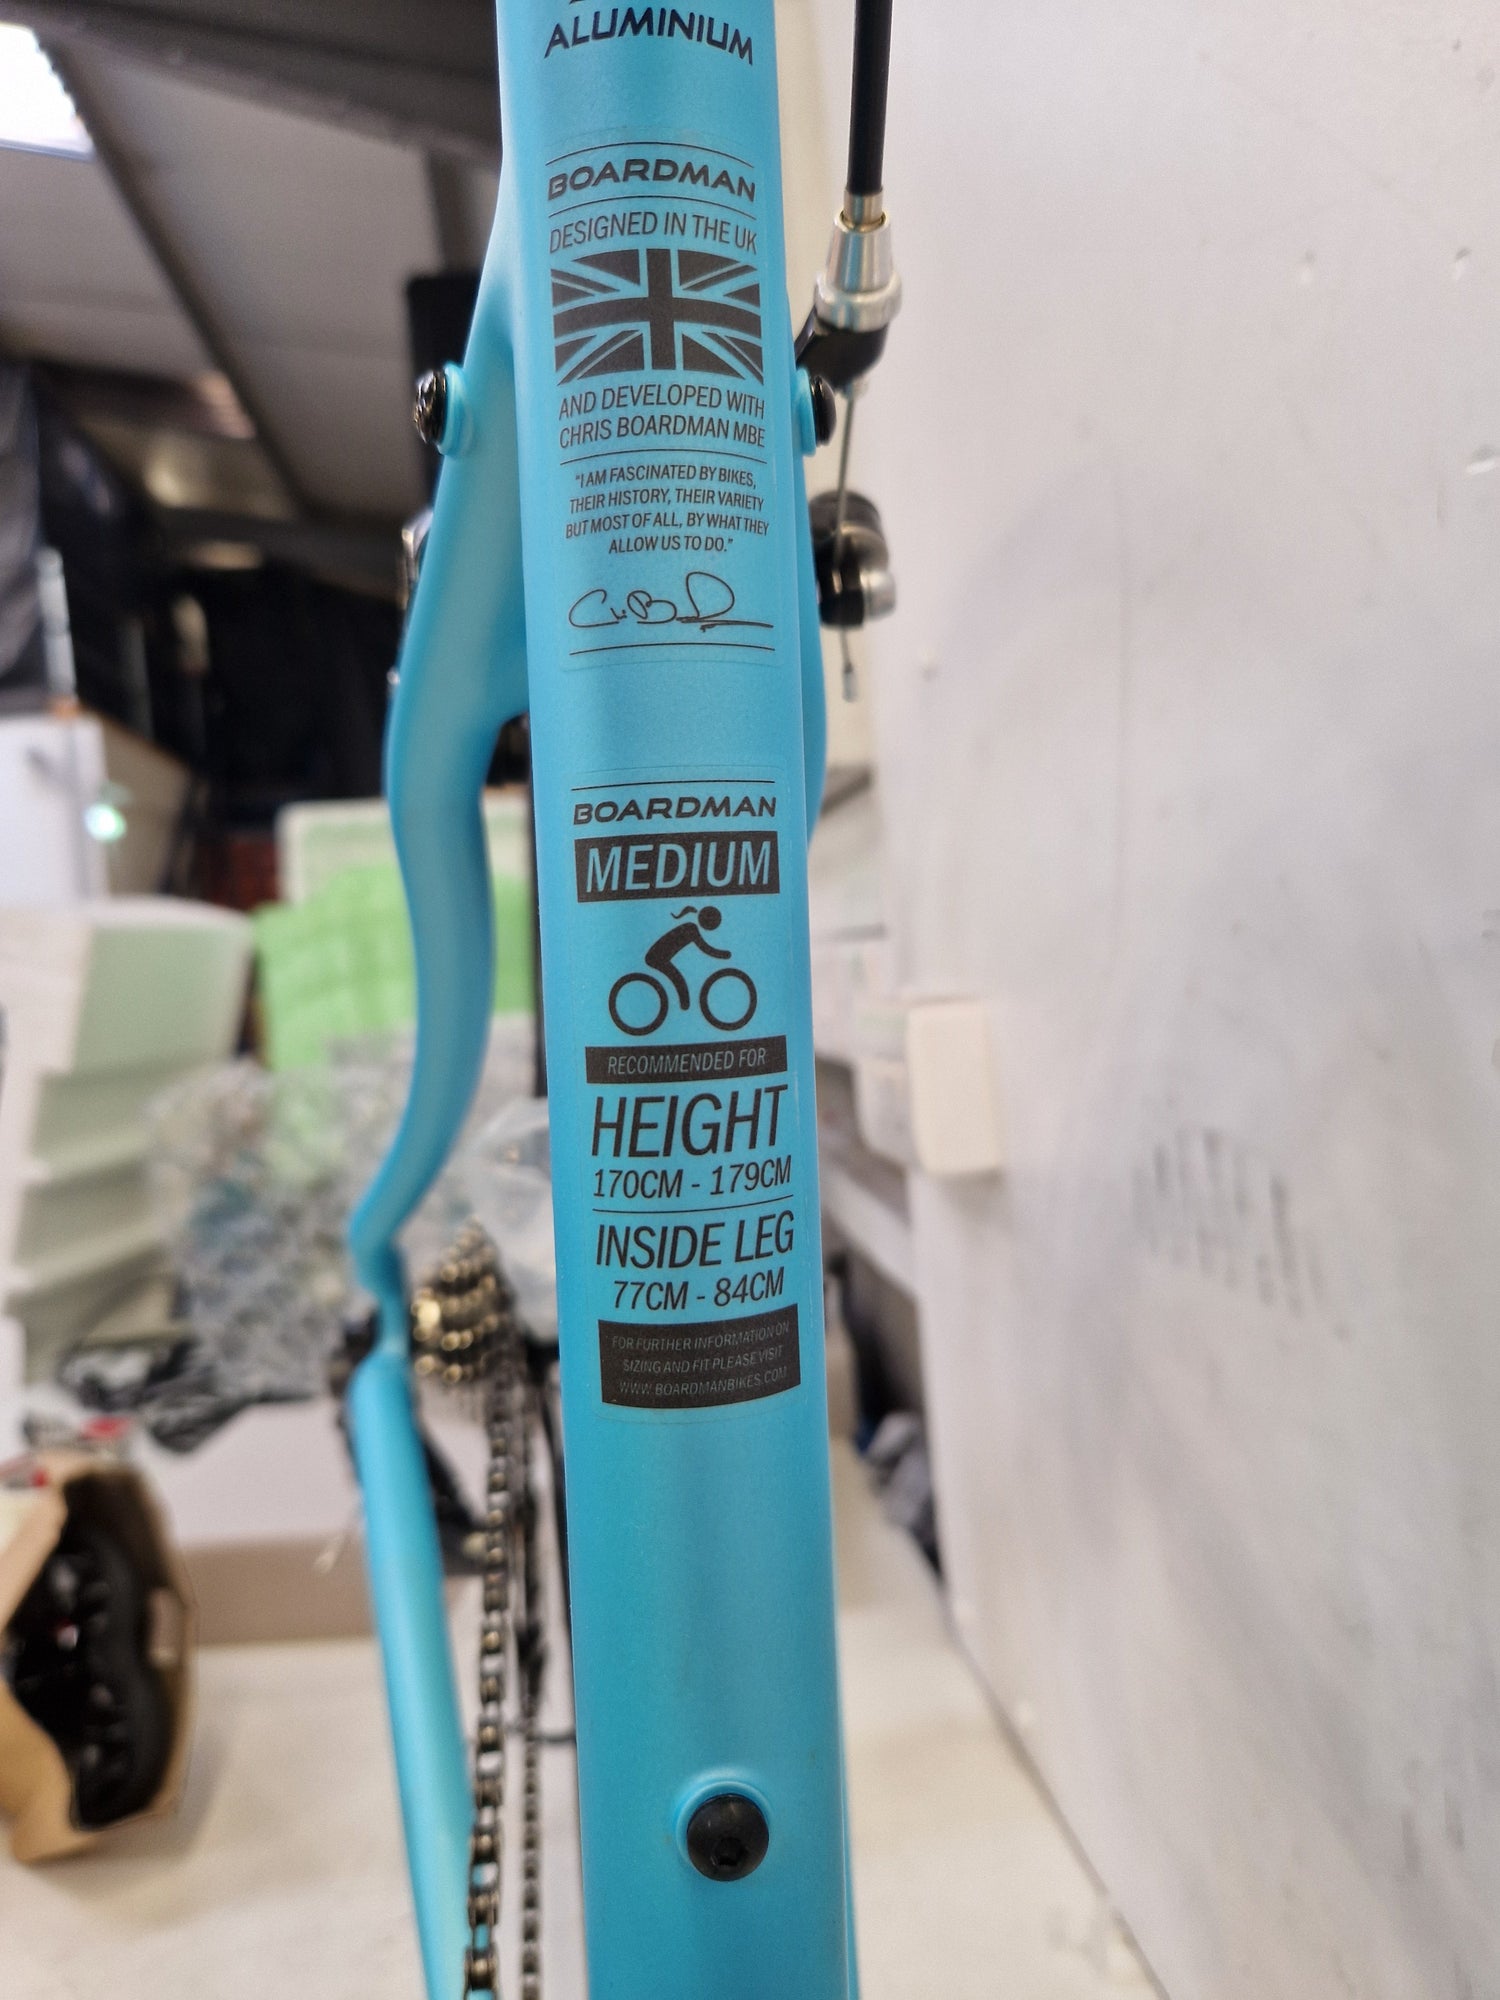 ALUMINIUM
BOARDMAN
DESIGNED IN THE UK
AND DEVELOPED WITH
CHRIS BOARDMAN MBE
"I AM FASCINATED BY BIKES,
THEIR HISTORY, THEIR VARIETY
BUT MOST OF ALL, BY WHAT THEY
ALLOW US TO DO."
BOARDMAN
MEDIUM
RECOMMENDED FOR
HEIGHT
170CM - 179CM
INSIDE LEG
77CM - 84CM
FOR FURTHER INFORMATION ON
SIZING AND FIT PLEASE VISIT
WWW.BOARDMANBIKES.COM